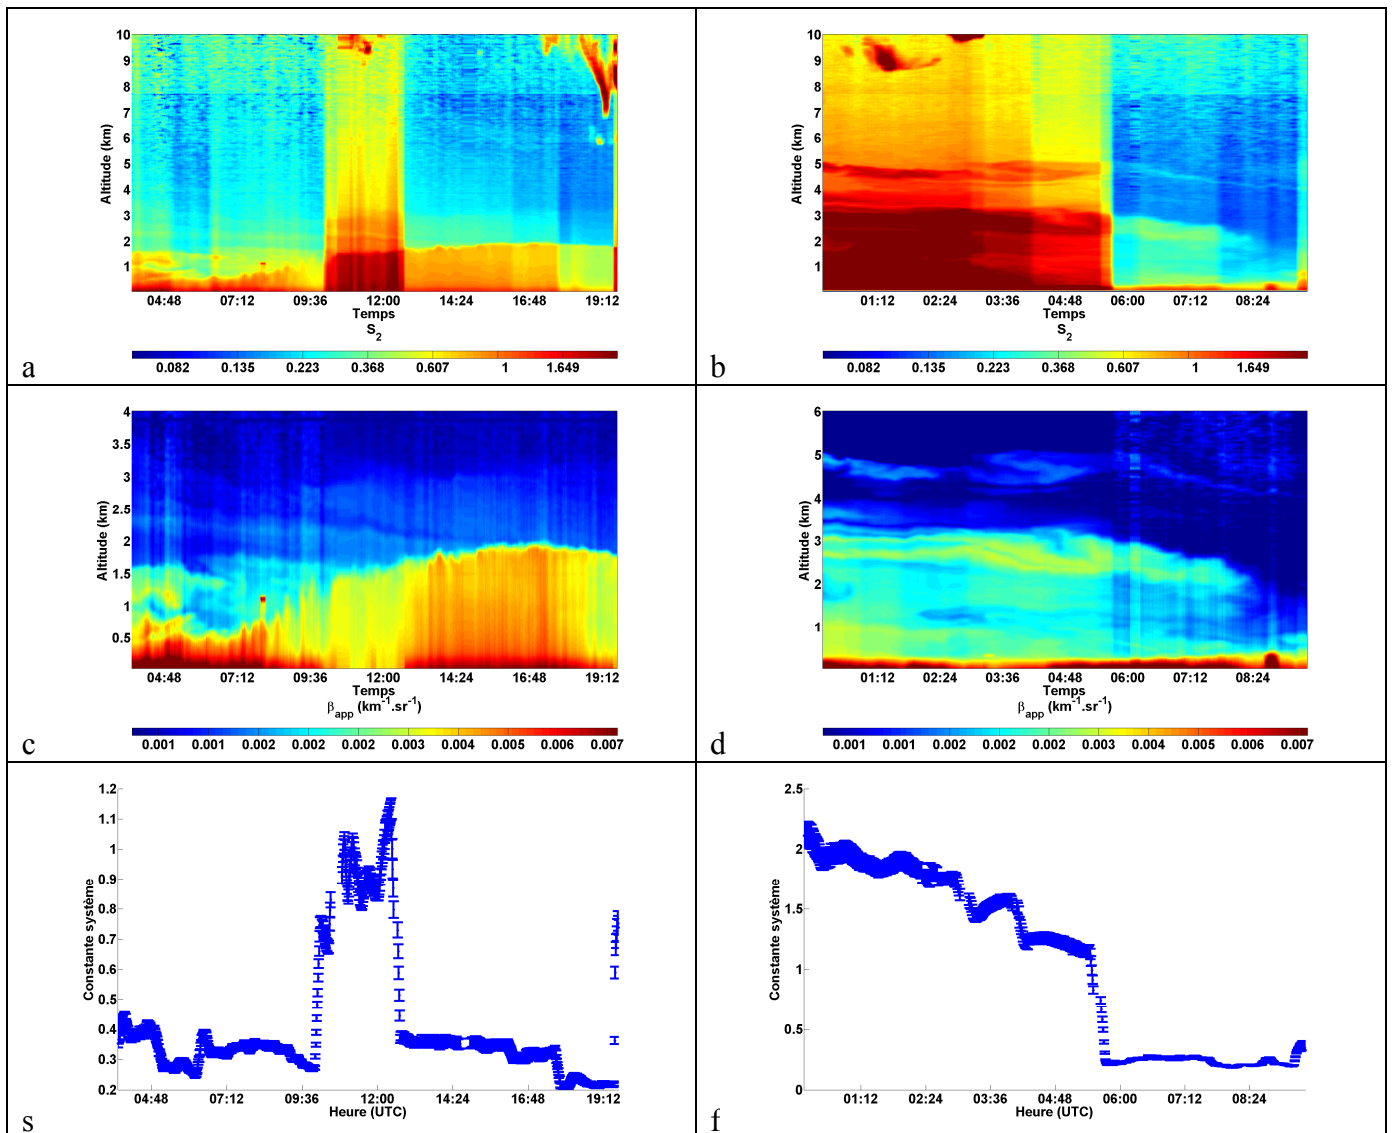 10
9
8
7
6
5
4
3
2
1
Altitude (km)
04:48 07:12 09:36 12:00 14:24 16:48 19:12
Temps
S2
0.082 0.135 0.223 0.368 0.607 1 1.649
a
10
9
8
7
6
5
4
3
2
1
Altitude (km)
01:12 02:24 03:36 04:48 06:00 07:12 08:24
Temps
S2
0.082 0.135 0.223 0.368 0.607 1 1.649
b
4
3.5
3
2.5
2
1.5
1
0.5
Altitude (km)
04:48 07:12 09:36 12:00 14:24 16:48 19:12
Temps
βapp (km-1.sr-1)
0.001 0.001 0.002 0.002 0.002 0.003 0.004 0.005 0.006 0.007
c
6
5
4
3
2
1
Altitude (km)
01:12 02:24 03:36 04:48 06:00 07:12 08:24
Temps
βapp (km-1.sr-1)
0.001 0.001 0.002 0.002 0.002 0.003 0.004 0.005 0.006 0.007
d
1.2
1.1
1
0.9
0.8
0.7
0.6
0.5
0.4
0.3
0.2
Constante système
04:48 07:12 09:36 12:00 14:24 16:48 19:12
Heure (UTC)
s
2.5
2
1.5
1
0.5
0
Constante système
01:12 02:24 03:36 04:48 06:00 07:12 08:24
Heure (UTC)
f